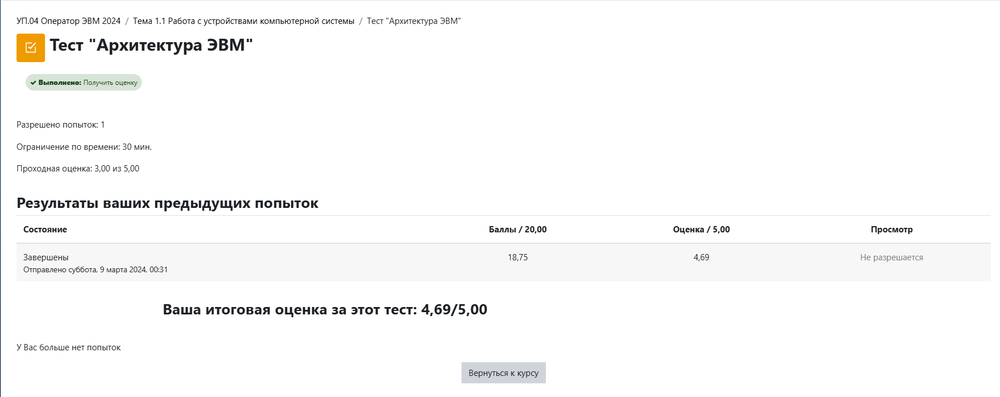 УП.04 Оператор ЭВМ 2024 / Тема 1.1 Работа с устройствами компьютерной системы / Тест "Архитектура ЭВМ"
Тест "Архитектура ЭВМ"
Выполнено: Получить оценку
Разрешено попыток: 1
Ограничение по времени: 30 мин.
Проходная оценка: 3,00 из 5,00
Результаты ваших предыдущих попыток
Состояние Баллы / 20,00 Оценка / 5,00 Просмотр
Завершены 18,75 4,69 Не разрешается
Отправлено суббота, 9 марта 2024, 00:31
Ваша итоговая оценка за этот тест: 4,69/5,00
У Вас больше нет попыток
Вернуться к курсу